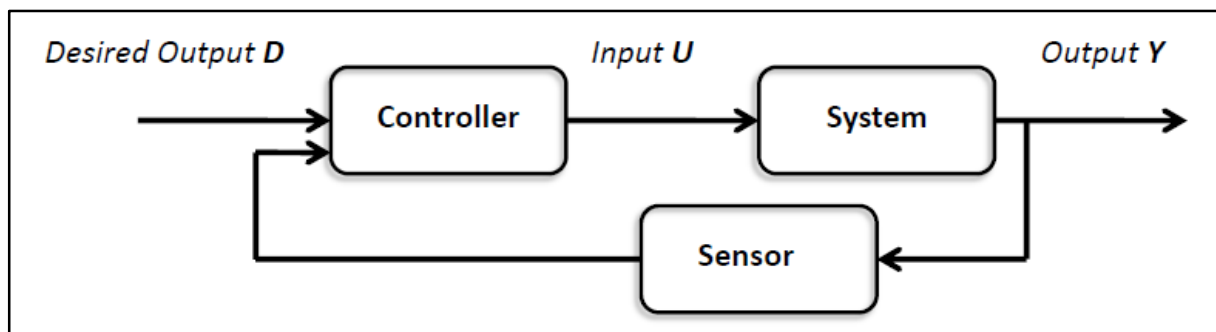 Desired Output D
Input U
Output Y
Controller
System
Sensor